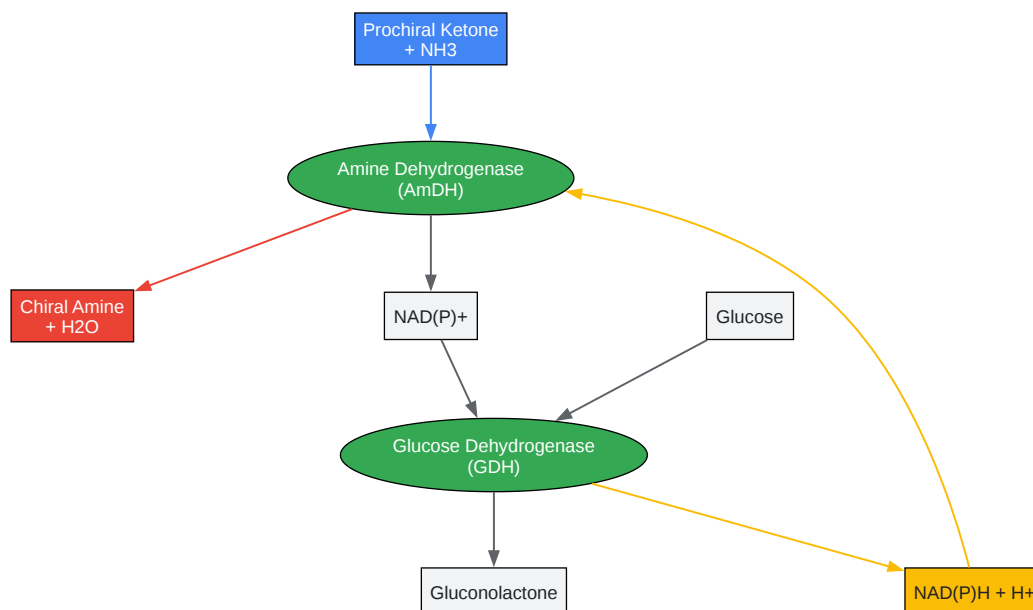 Prochiral Ketone
+ NH3
Amine Dehydrogenase
(AmDH)
Chiral Amine
+ H2O
NAD(P)+
Glucose
Glucose Dehydrogenase
(GDH)
Gluconolactone
NAD(P)H + H+